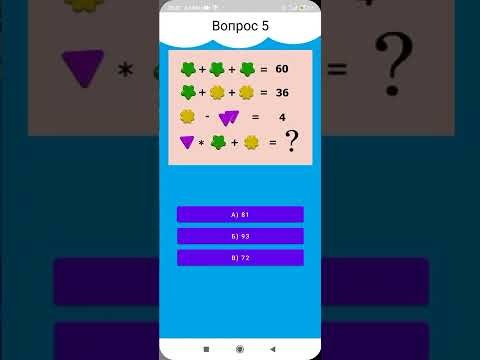 Вопрос 5
+ + = 60
+ + = 36
- = 4
* + = ?
* ?
А) 81
Б) 93
В) 72